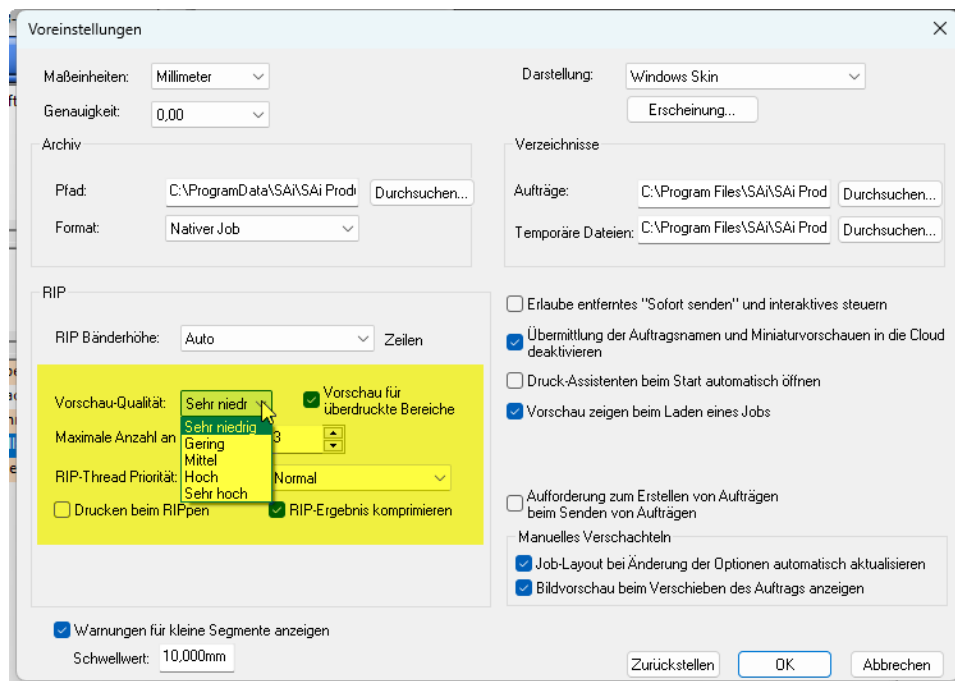 Voreinstellungen
Maßeinheiten: Millimeter
Darstellung: Windows Skin
Genauigkeit: 0,00
Erscheinung...
Archiv
Pfad: C:\ProgramData\SAi\SAi Prod Durchsuchen...
Format: Nativer Job
Verzeichnisse
Aufträge: C:\Program Files\SAi\SAi Prod Durchsuchen...
Temporäre Dateien: C:\Program Files\SAi\SAi Prod Durchsuchen...
RIP
RIP Bänderhöhe: Auto Zeilen
Vorschau-Qualität: Sehr niedr
Vorschau für
überdruckte Bereiche
Sehr niedrig
Gering
Mittel
Hoch
Sehr hoch
Maximale Anzahl an 3
RIP-Thread Priorität: Normal
Drucken beim RIPpen
RIP-Ergebnis komprimieren
Erlaube entferntes "Sofort senden" und interaktives steuern
Übermittlung der Auftragsnamen und Miniaturvorschauen in die Cloud
deaktivieren
Druck-Assistenten beim Start automatisch öffnen
Vorschau zeigen beim Laden eines Jobs
Aufforderung zum Erstellen von Aufträgen
beim Senden von Aufträgen
Manuelles Verschachteln
Job-Layout bei Änderung der Optionen automatisch aktualisieren
Bildvorschau beim Verschieben des Auftrags anzeigen
Warnungen für kleine Segmente anzeigen
Schwellwert: 10,000mm
Zurückstellen
OK
Abbrechen